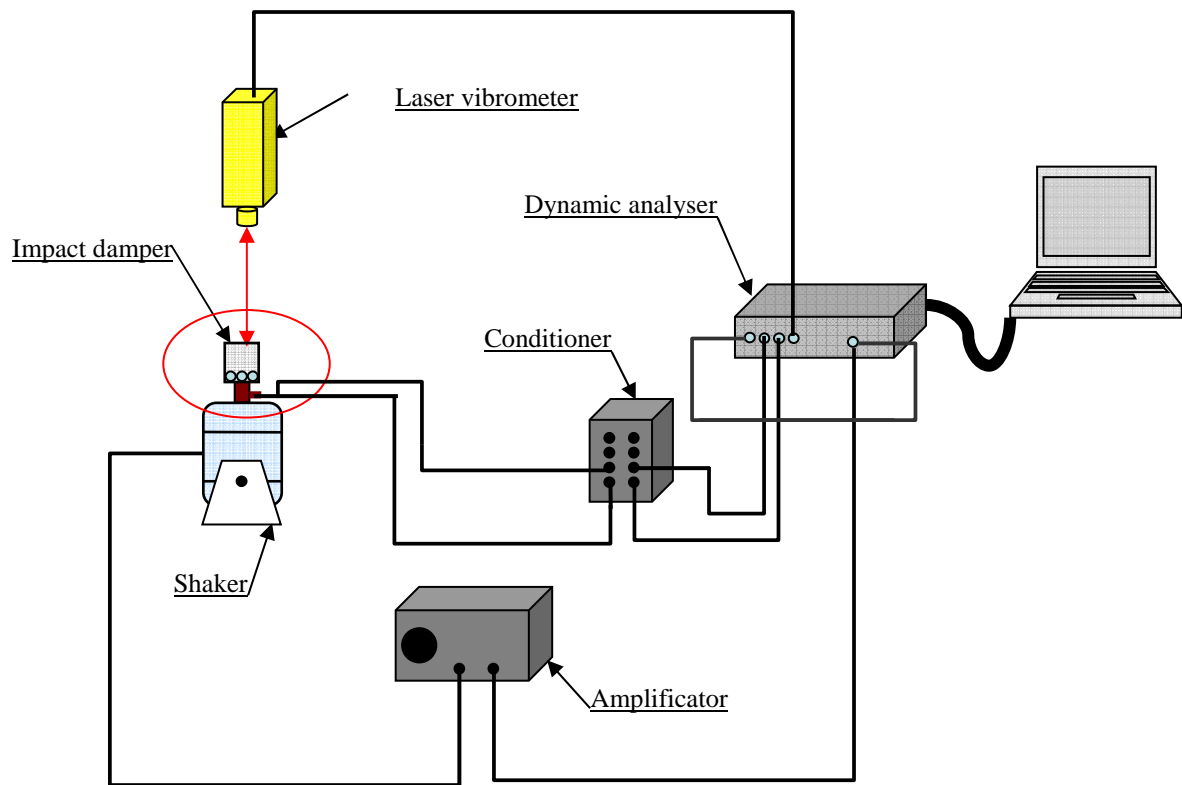 Laser vibrometer
Dynamic analyser
Impact damper
Conditioner
Shaker
Amplificator